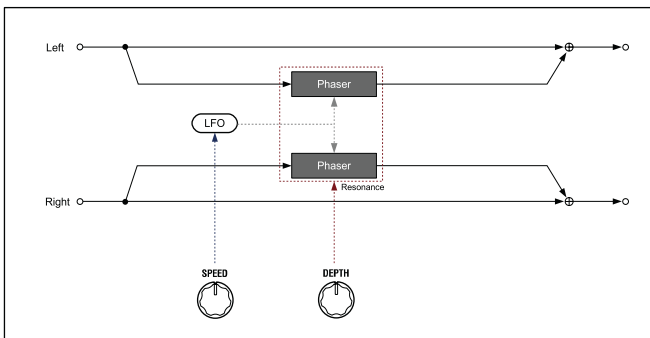 Left
Phaser
LFO
Phaser
Resonance
Right
SPEED
DEPTH